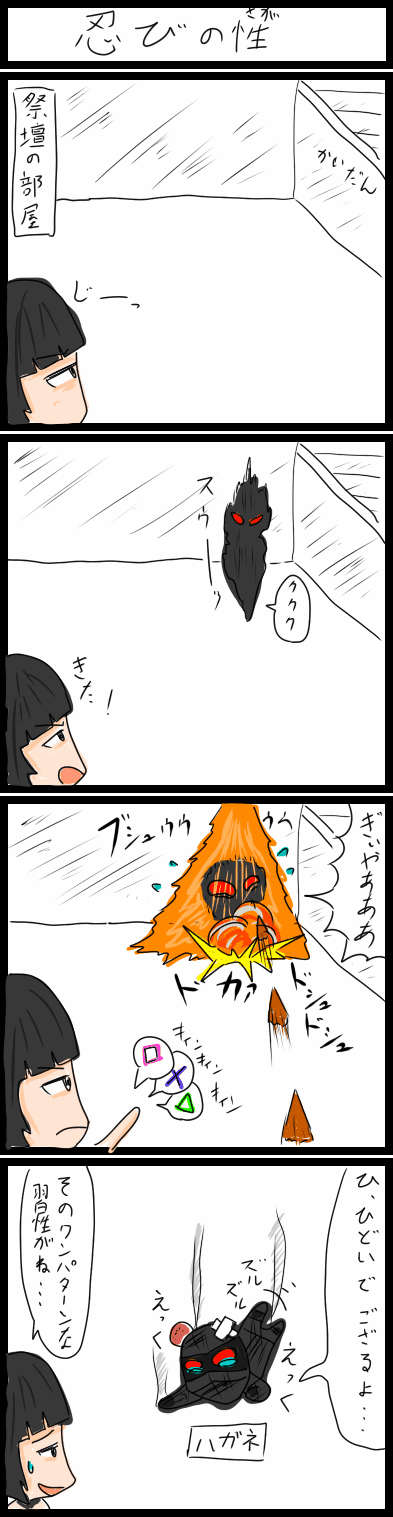 忍びの性
さが
祭壇の部屋
かいだん
じーっ
スゥーッ
ククク
きた!
ぎいやあああ
ブシュウウ
ウウ
ドカッ
ドシュ
ドシュ
キィン
キィン
キィン
□
×
△
ひ、ひどいで
ござるよ…
ズルズル
えっく
えっく
そのワンパターンな
習性がね…
ハガネ